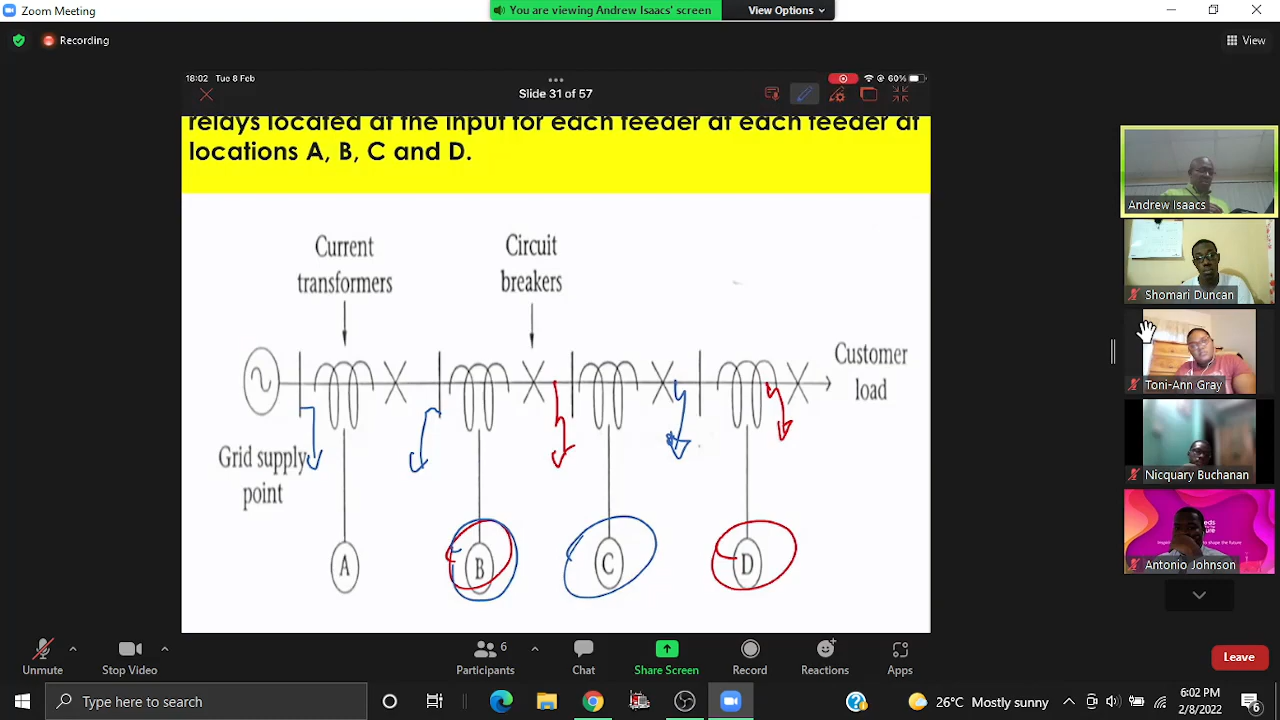 Zoom Meeting
You are viewing Andrew Isaacs' screen
View Options
Recording
View
18:02 Tue 8 Feb
60%
Slide 31 of 57
relays located at the input for each feeder at each feeder at
locations A, B, C and D.
Current
transformers
Circuit
breakers
Customer
load
Grid supply
point
A
B
C
D
Andrew Isaacs
Shomari Duncan
Toni-Ann Gray
Nicquary Buchanan
Antonio Johnson
Unmute
Stop Video
6
Participants
Chat
Share Screen
Record
Reactions
Apps
Leave
Type here to search
26°C Mostly sunny
6:02 PM
2/8/2022
6